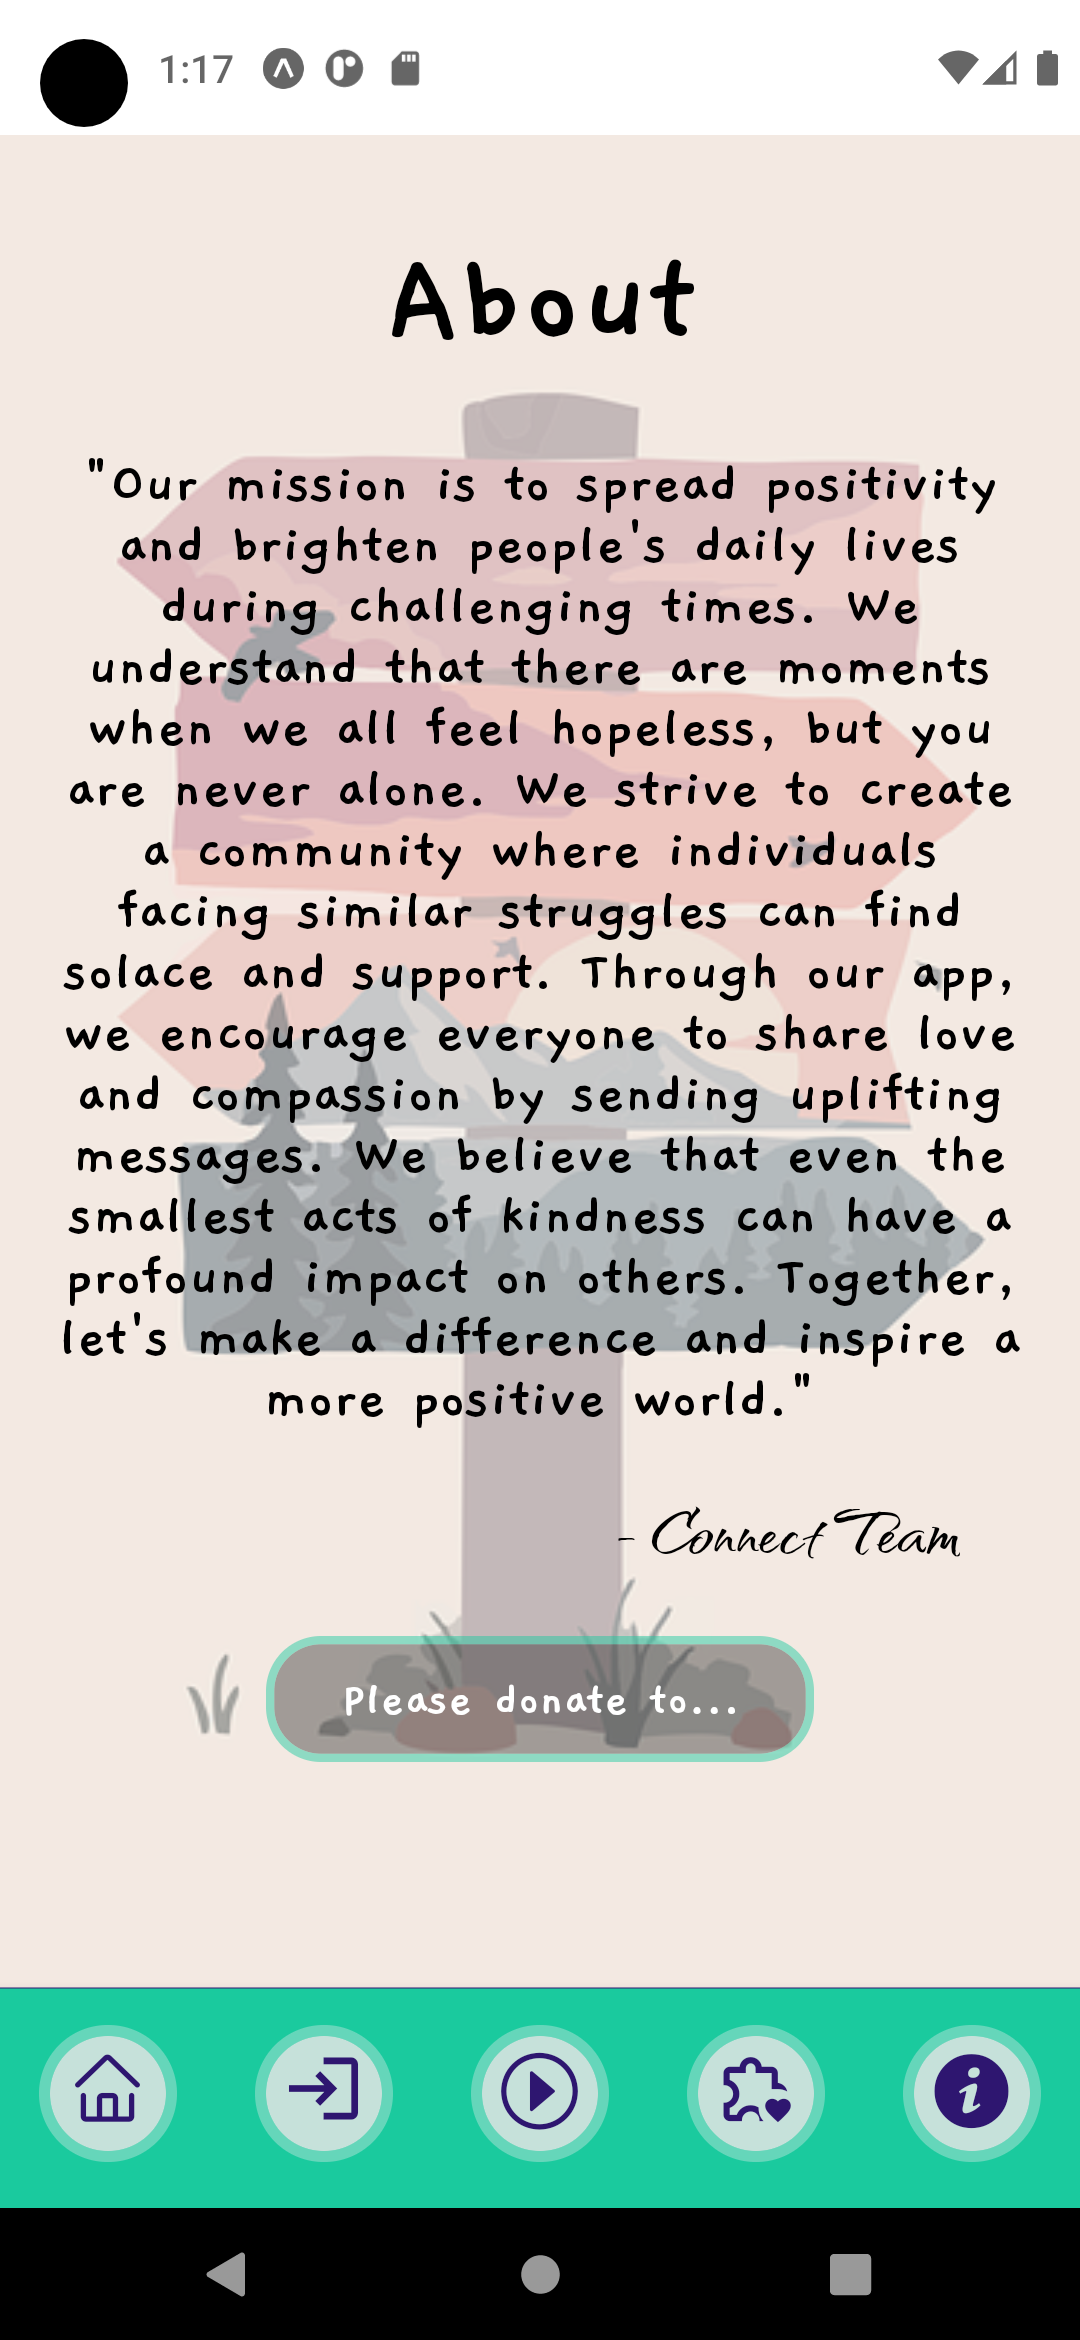 1:17
About
"Our mission is to spread positivity
and brighten people's daily lives
during challenging times. We
understand that there are moments
when we all feel hopeless, but you
are never alone. We strive to create
a community where individuals
facing similar struggles can find
solace and support. Through our app,
we encourage everyone to share love
and compassion by sending uplifting
messages. We believe that even the
smallest acts of kindness can have a
profound impact on others. Together,
let's make a difference and inspire a
more positive world."
- Connect Team
Please donate to...